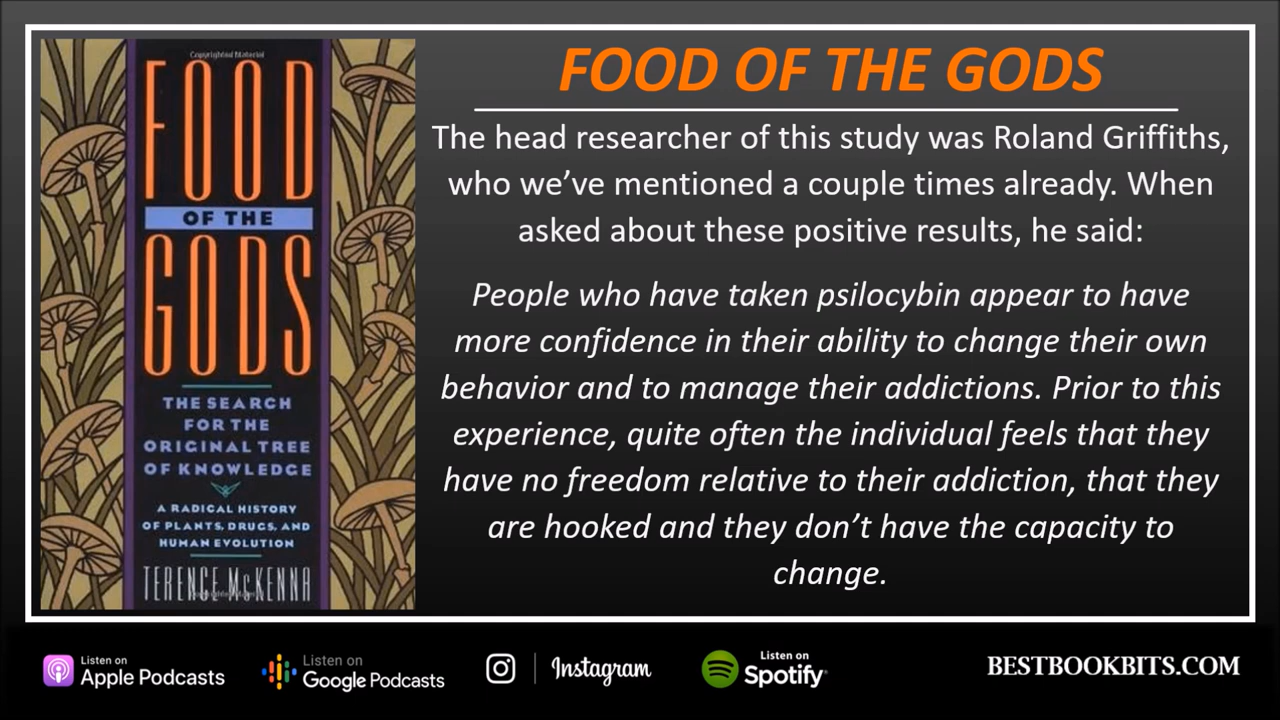 Copyrighted Material
FOOD
OF THE
GODS
THE SEARCH
FOR THE
ORIGINAL TREE
OF KNOWLEDGE
A RADICAL HISTORY
OF PLANTS, DRUGS, AND
HUMAN EVOLUTION
TERENCE McKENNA
FOOD OF THE GODS
The head researcher of this study was Roland Griffiths,
who we’ve mentioned a couple times already. When
asked about these positive results, he said:
People who have taken psilocybin appear to have
more confidence in their ability to change their own
behavior and to manage their addictions. Prior to this
experience, quite often the individual feels that they
have no freedom relative to their addiction, that they
are hooked and they don’t have the capacity to
change.
Listen on
Apple Podcasts
Listen on
Google Podcasts
Instagram
Listen on
Spotify
BESTBOOKBITS.COM